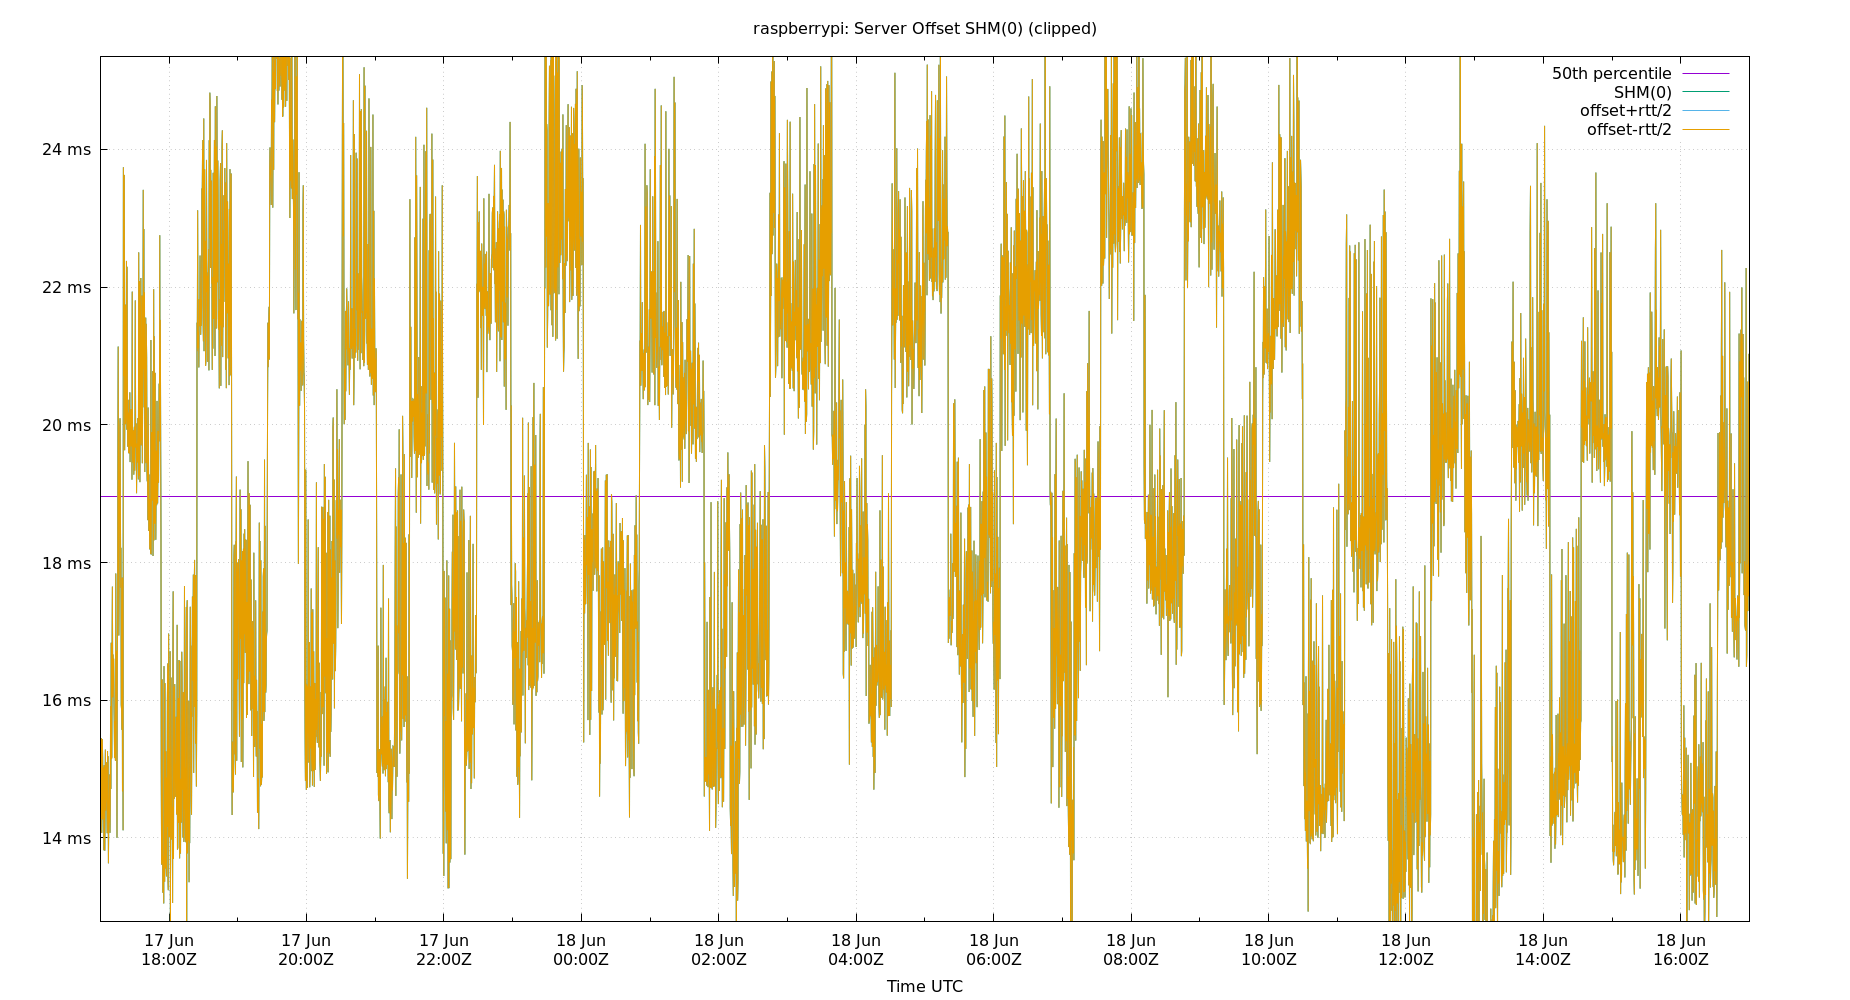 raspberrypi: Server Offset SHM(0) (clipped)
50th percentile
SHM(0)
offset+rtt/2
offset-rtt/2
24 ms
22 ms
20 ms
18 ms
16 ms
14 ms
17 Jun 17 Jun 17 Jun 18 Jun 18 Jun 18 Jun 18 Jun 18 Jun 18 Jun 18 Jun 18 Jun 18 Jun
18:00Z 20:00Z 22:00Z 00:00Z 02:00Z 04:00Z 06:00Z 08:00Z 10:00Z 12:00Z 14:00Z 16:00Z
Time UTC